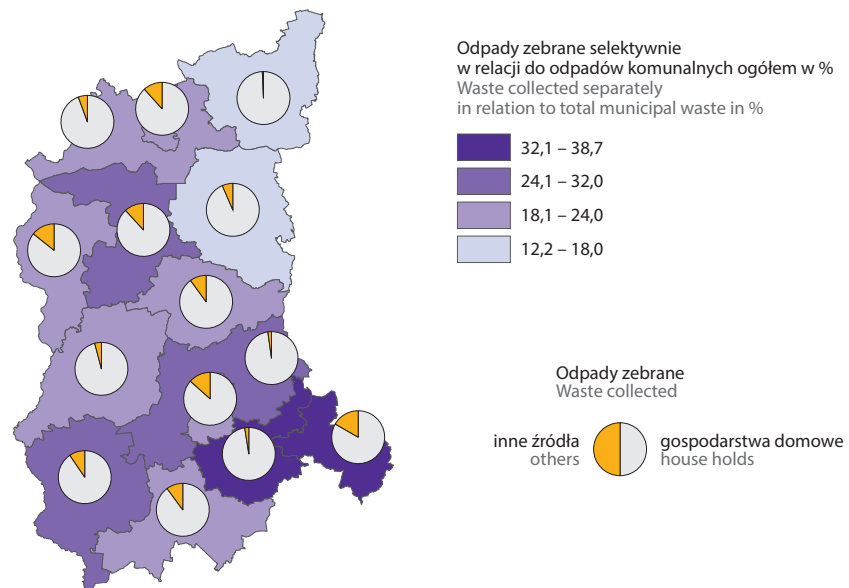 Odpady zebrane selektywnie
w relacji do odpadów komunalnych ogółem w %
Waste collected separately
in relation to total municipal waste in %
32,1 – 38,7
24,1 – 32,0
18,1 – 24,0
12,2 – 18,0
Odpady zebrane
Waste collected
inne źródła
others
gospodarstwa domowe
house holds